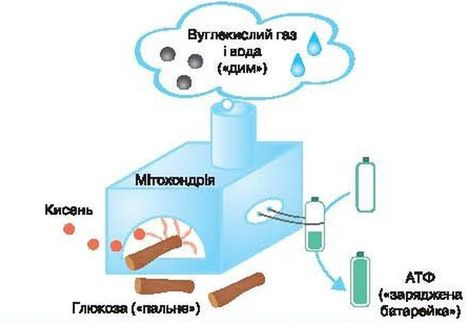 Вуглекислий газ
і вода
(«дим»)
Мітохондрія
Кисень
Глюкоза («пальне»)
АТФ
(«заряджена
батарейка»)